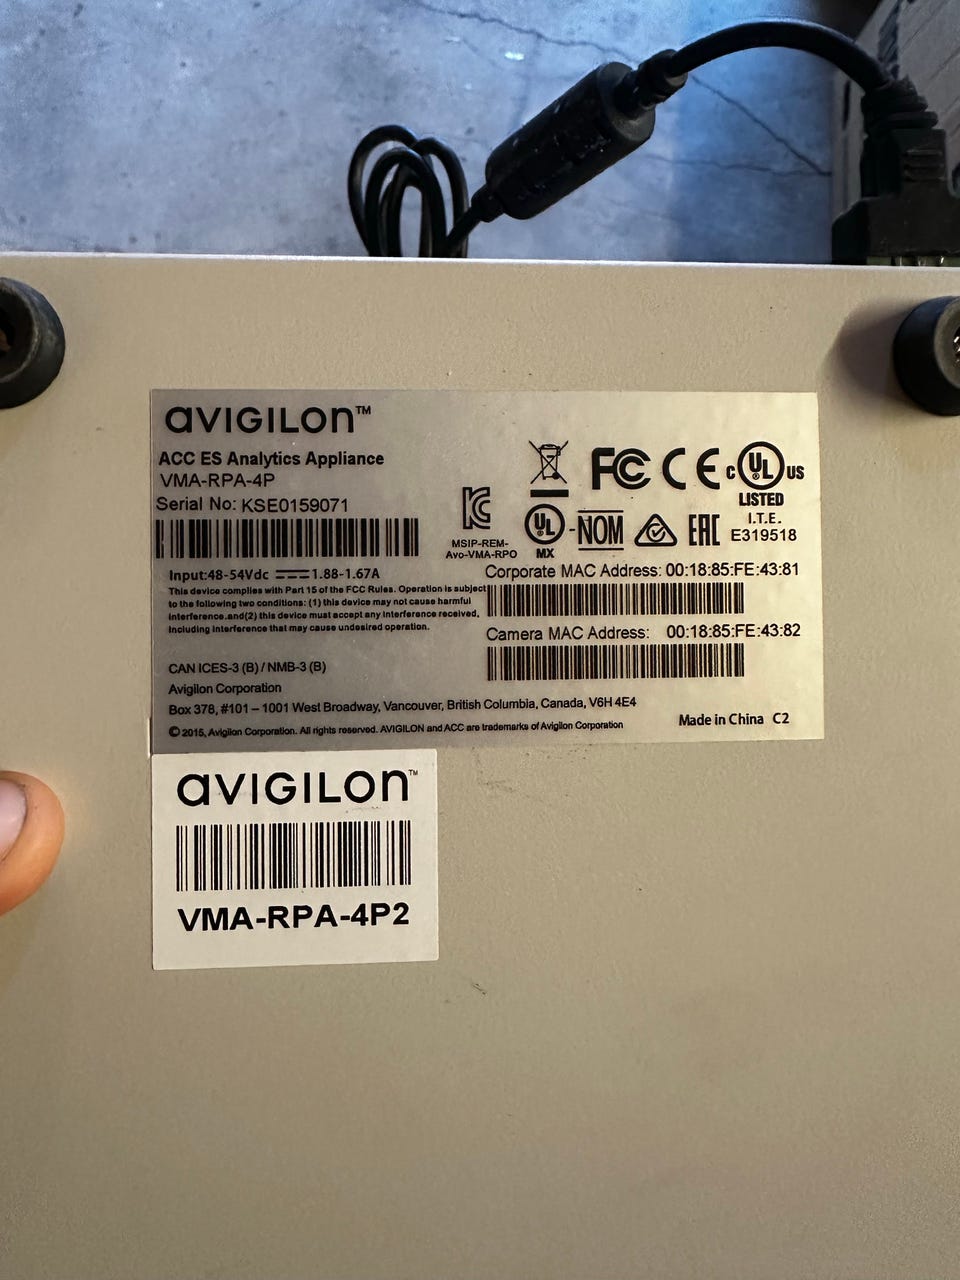 aVIGILOn™
ACC ES Analytics Appliance
VMA-RPA-4P
Serial No: KSE0159071
Input:48-54Vdc ⎓ 1.88-1.67A
This device complies with Part 15 of the FCC Rules. Operation is subject
to the following two conditions: (1) this device may not cause harmful
interference.and(2) this device must accept any interference received,
including interference that may cause undesired operation.
CAN ICES-3 (B) / NMB-3 (B)
Avigilon Corporation
Box 378, #101 – 1001 West Broadway, Vancouver, British Columbia, Canada, V6H 4E4
© 2015, Avigilon Corporation. All rights reserved. AVIGILON and ACC are trademarks of Avigilon Corporation
FC CE c UL US
LISTED
I.T.E.
E319518
KC
MSIP-REM-
Avo-VMA-RPO
UL -NOM EAC
MX
Corporate MAC Address: 00:18:85:FE:43:81
Camera MAC Address: 00:18:85:FE:43:82
Made in China C2
aVIGILOn™
VMA-RPA-4P2